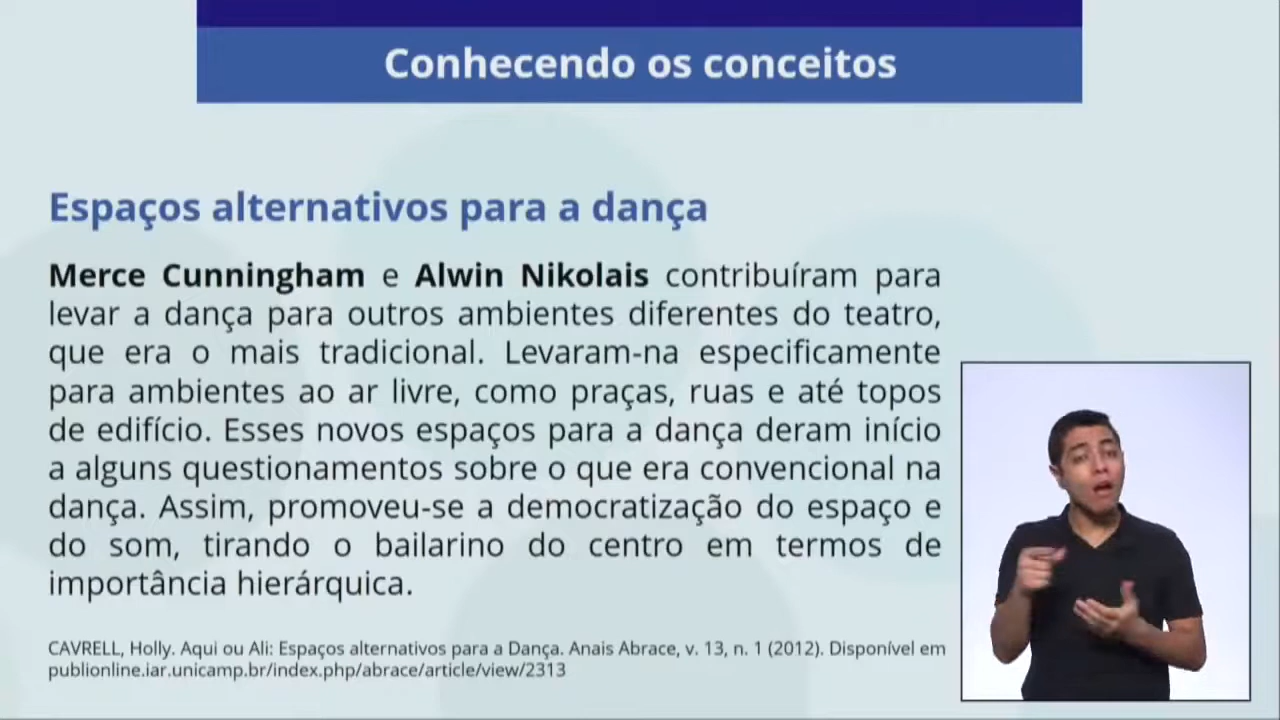 Conhecendo os conceitos
Espaços alternativos para a dança
Merce Cunningham e Alwin Nikolais contribuíram para
levar a dança para outros ambientes diferentes do teatro,
que era o mais tradicional. Levaram-na especificamente
para ambientes ao ar livre, como praças, ruas e até topos
de edifício. Esses novos espaços para a dança deram início
a alguns questionamentos sobre o que era convencional na
dança. Assim, promoveu-se a democratização do espaço e
do som, tirando o bailarino do centro em termos de
importância hierárquica.
CAVRELL, Holly. Aqui ou Ali: Espaços alternativos para a Dança. Anais Abrace, v. 13, n. 1 (2012). Disponível em
publionline.iar.unicamp.br/index.php/abrace/article/view/2313